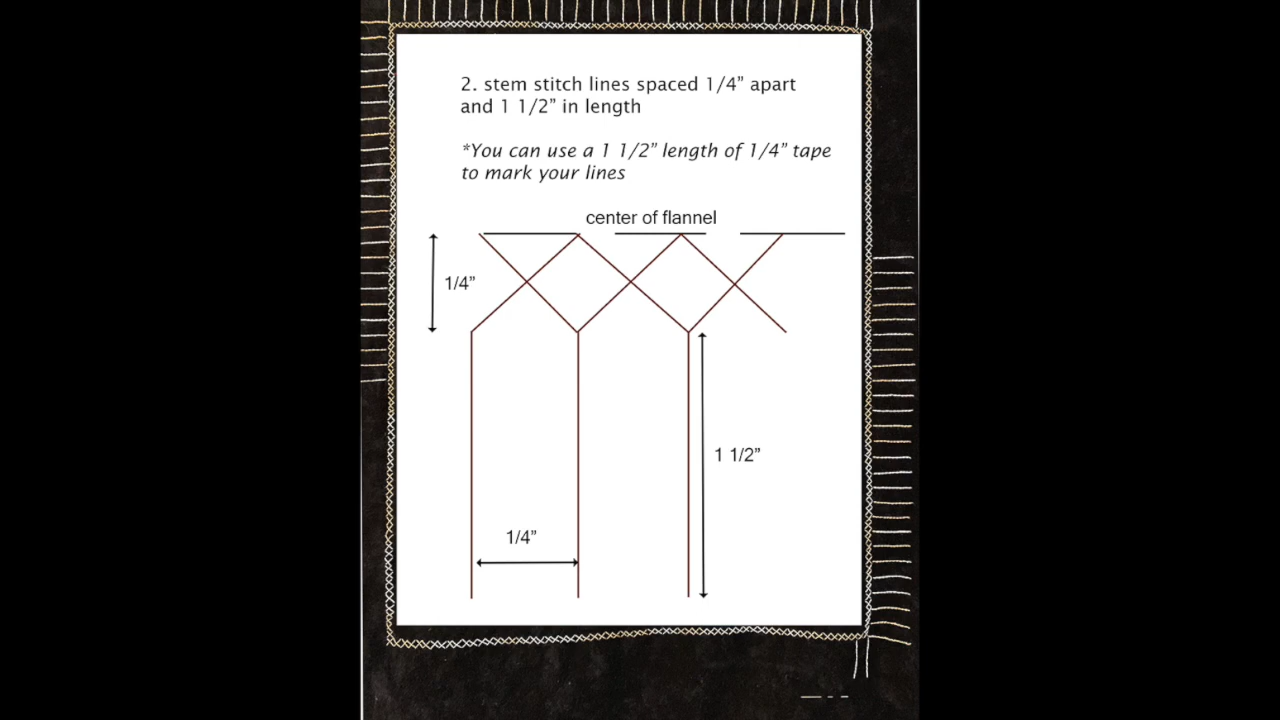 2. stem stitch lines spaced 1/4” apart
and 1 1/2” in length
*You can use a 1 1/2” length of 1/4” tape
to mark your lines
center of flannel
1/4”
1 1/2”
1/4”